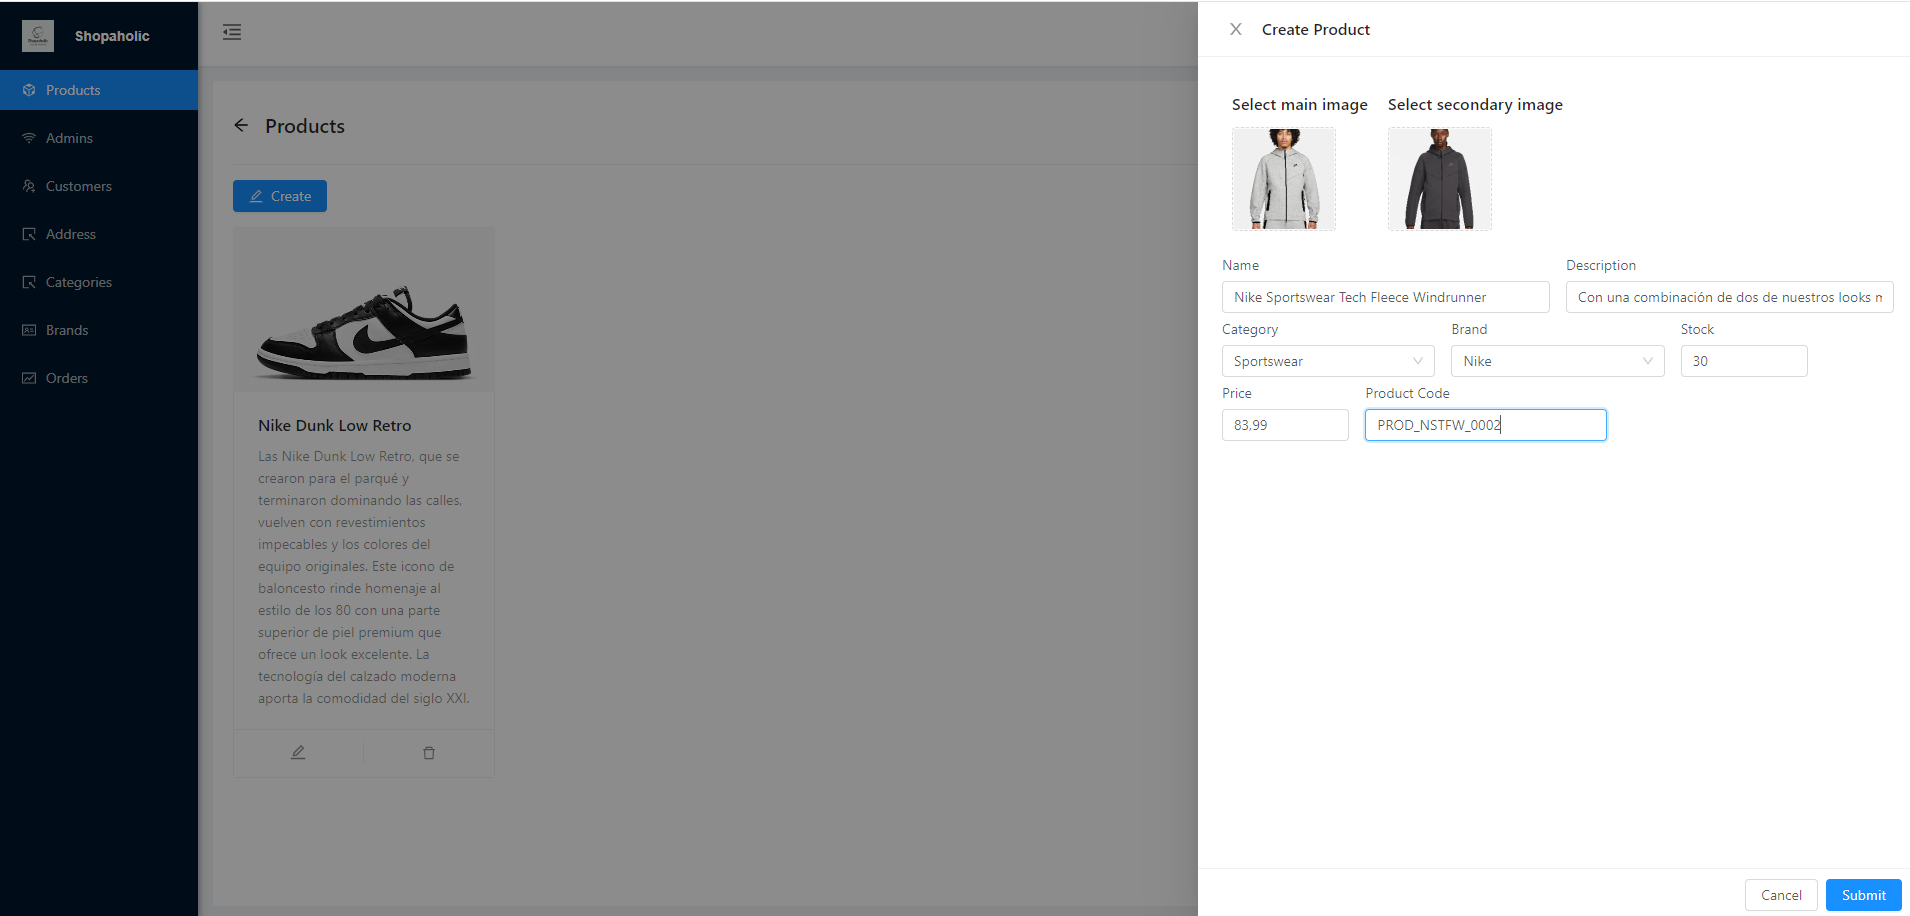 Shopaholic
Products
Admins
Customers
Address
Categories
Brands
Orders
Products
Create
Nike Dunk Low Retro
Las Nike Dunk Low Retro, que se
crearon para el parqué y
terminaron dominando las calles,
vuelven con revestimientos
impecables y los colores del
equipo originales. Este icono de
baloncesto rinde homenaje al
estilo de los 80 con una parte
superior de piel premium que
ofrece un look excelente. La
tecnología del calzado moderna
aporta la comodidad del siglo XXI.
Create Product
Select main image Select secondary image
Name Description
Nike Sportswear Tech Fleece Windrunner Con una combinación de dos de nuestros looks m
Category Brand Stock
Sportswear Nike 30
Price Product Code
83,99 PROD_NSTFW_0002
Cancel Submit